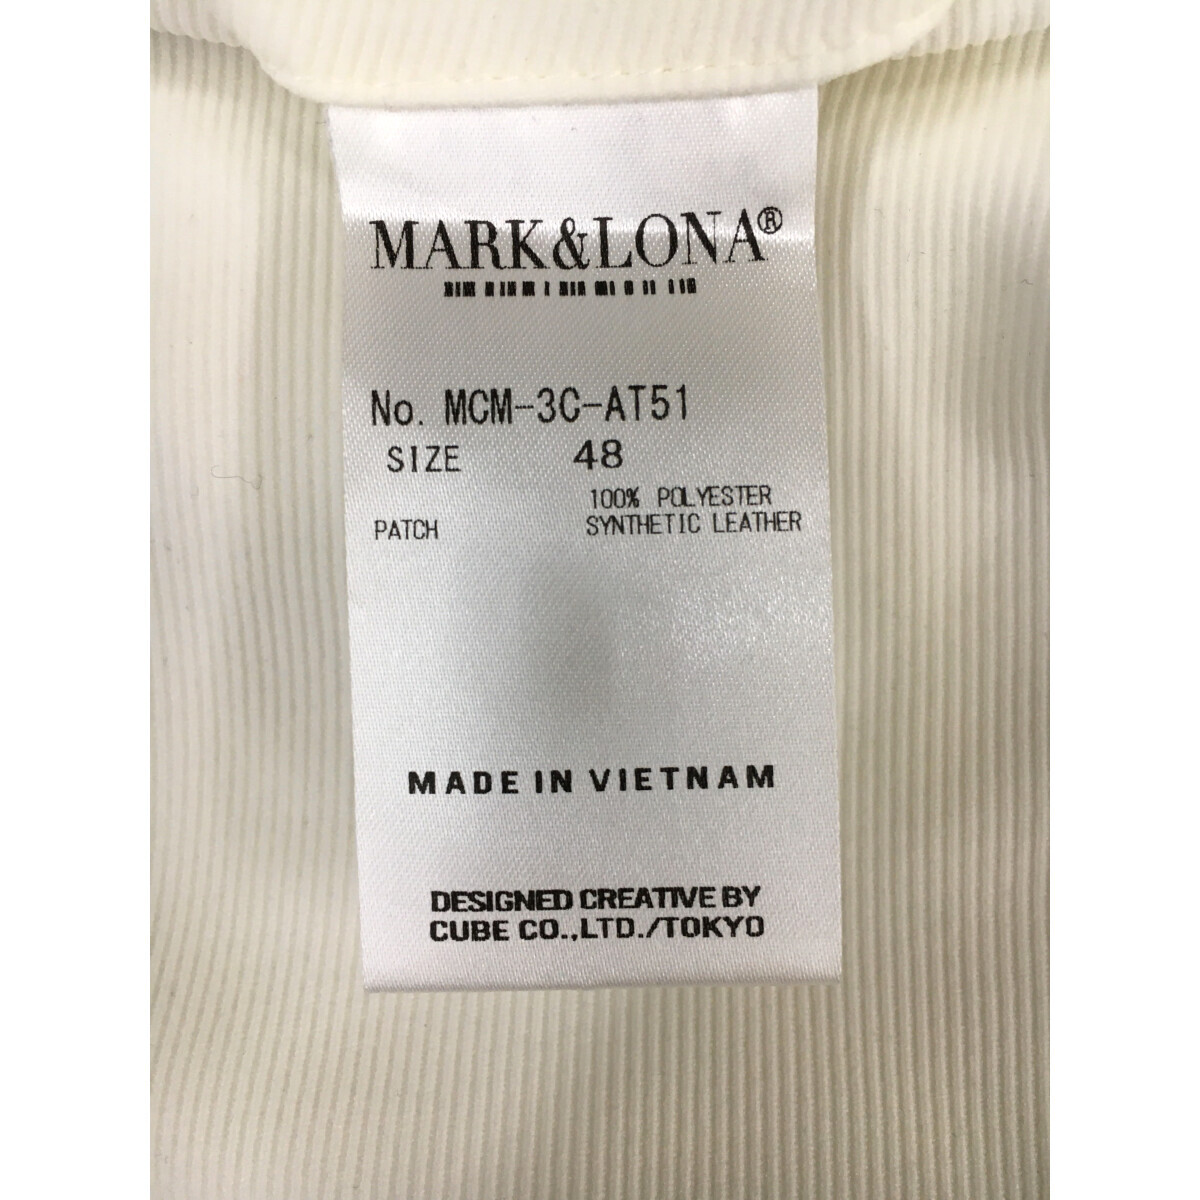 MARK&LONA®
No. MCM-3C-AT51
SIZE 48
100% POLYESTER
PATCH SYNTHETIC LEATHER
MADE IN VIETNAM
DESIGNED CREATIVE BY
CUBE CO.,LTD./TOKYO